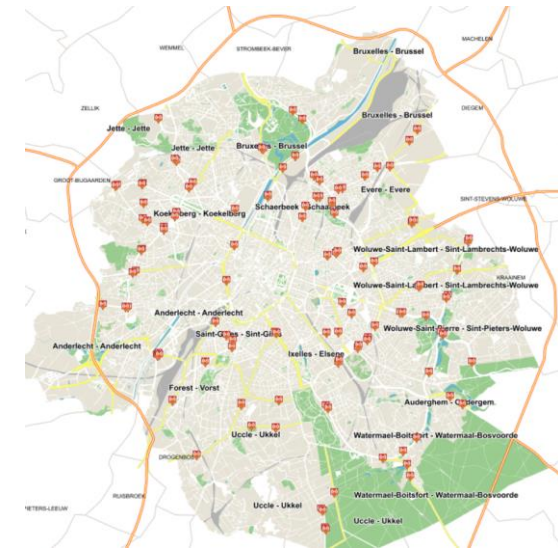 WEMMEL
STROMBEEK-BEVER
MACHELEN
Bruxelles - Brussel
ZELLIK
DIEGEM
Bruxelles - Brussel
Jette - Jette
Jette - Jette
Bruxelles - Brussel
GROOT-BIJGAARDEN
Evere - Evere
SINT-STEVENS-WOLUWE
Koekelberg - Koekelburg
Schaerbeek - Schaarbeek
Woluwe-Saint-Lambert - Sint-Lambrechts-Woluwe
KRAAINEM
Woluwe-Saint-Lambert - Sint-Lambrechts-Woluwe
Anderlecht - Anderlecht
Woluwe-Saint-Pierre - Sint-Pieters-Woluwe
Saint-Gilles - Sint-Gillis
Anderlecht - Anderlecht
Ixelles - Elsene
Forest - Vorst
Auderghem - Oudergem
Uccle - Ukkel
Watermael-Boitsfort - Watermaal-Bosvoorde
DROGENBOS
RUISBROEK
Watermael-Boitsfort - Watermaal-Bosvoorde
PIETERS-LEEUW
Uccle - Ukkel
Uccle - Ukkel